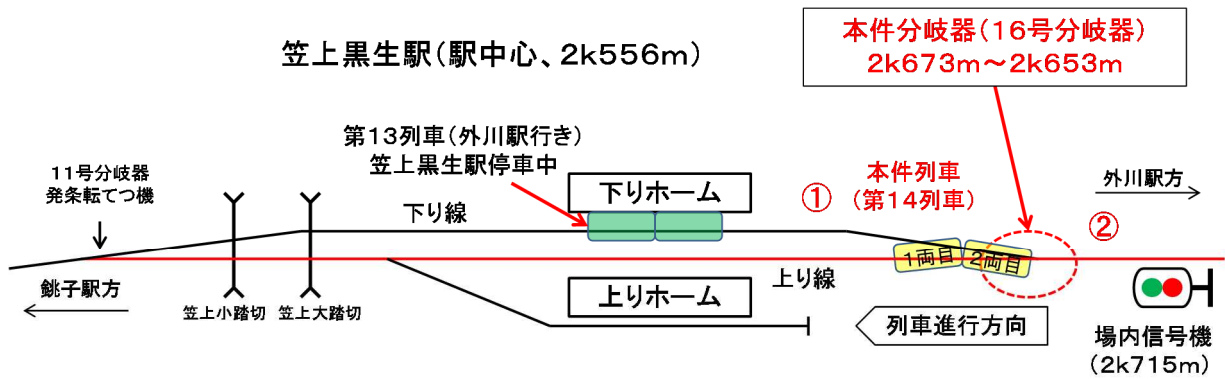 笠上黒生駅(駅中心、2k556m)
本件分岐器(16号分岐器)
2k673m～2k653m
第13列車(外川駅行き)
笠上黒生駅停車中
11号分岐器
発条転てつ機
下りホーム
①
本件列車
(第14列車)
外川駅方
②
下り線
1両目
2両目
上り線
銚子駅方
笠上小踏切
笠上大踏切
上りホーム
列車進行方向
場内信号機
(2k715m)